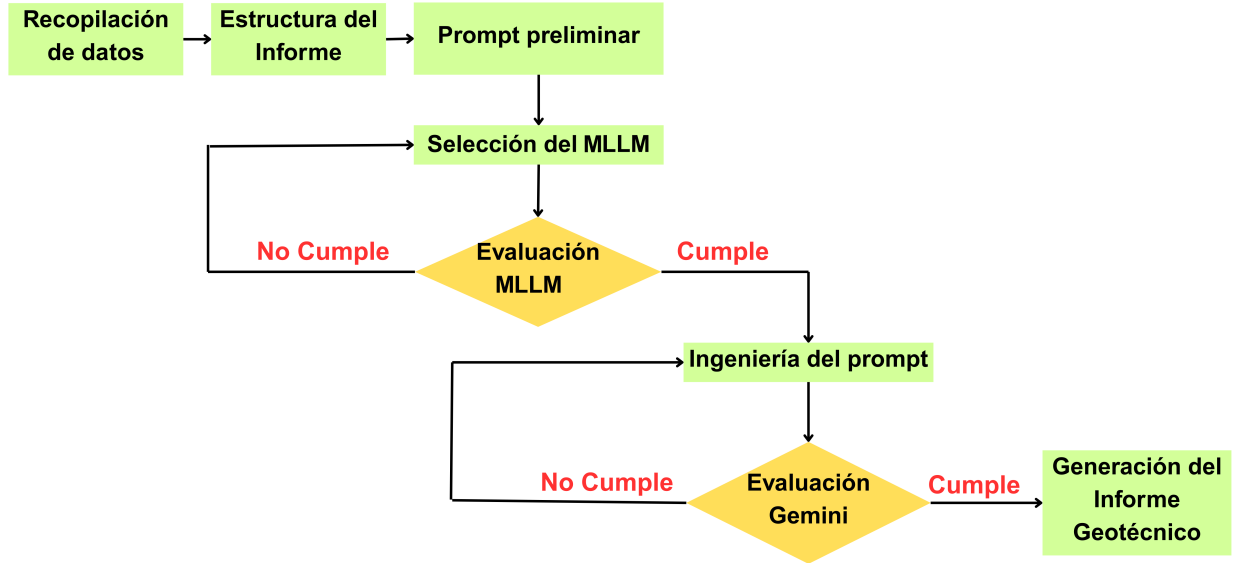 Recopilación
de datos
Estructura del
Informe
Prompt preliminar
Selección del MLLM
Evaluación
MLLM
No Cumple
Cumple
Ingeniería del prompt
Evaluación
Gemini
No Cumple
Cumple
Generación del
Informe
Geotécnico